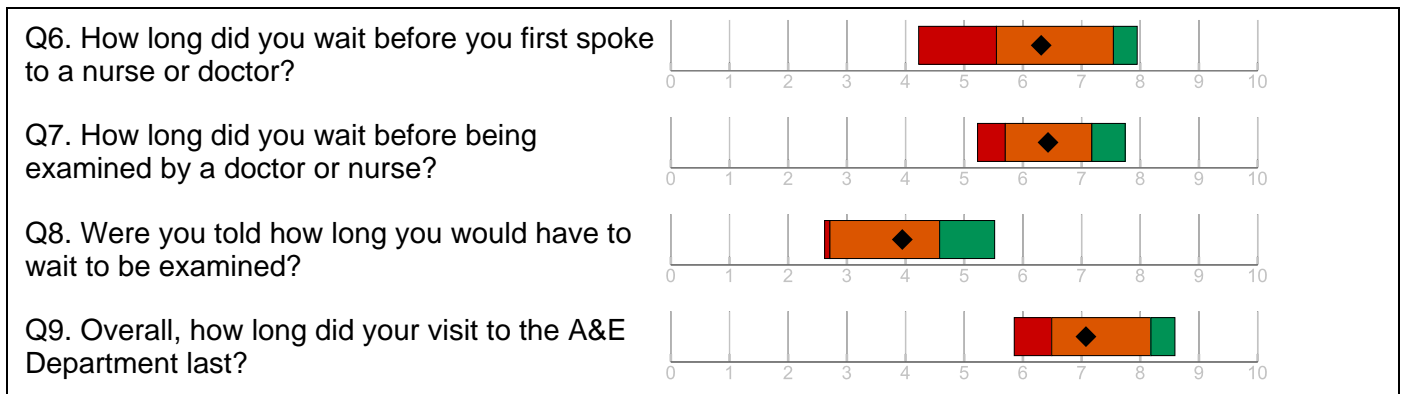 Q6. How long did you wait before you first spoke
to a nurse or doctor?
0 1 2 3 4 5 6 7 8 9 10
Q7. How long did you wait before being
examined by a doctor or nurse?
0 1 2 3 4 5 6 7 8 9 10
Q8. Were you told how long you would have to
wait to be examined?
0 1 2 3 4 5 6 7 8 9 10
Q9. Overall, how long did your visit to the A&E
Department last?
0 1 2 3 4 5 6 7 8 9 10